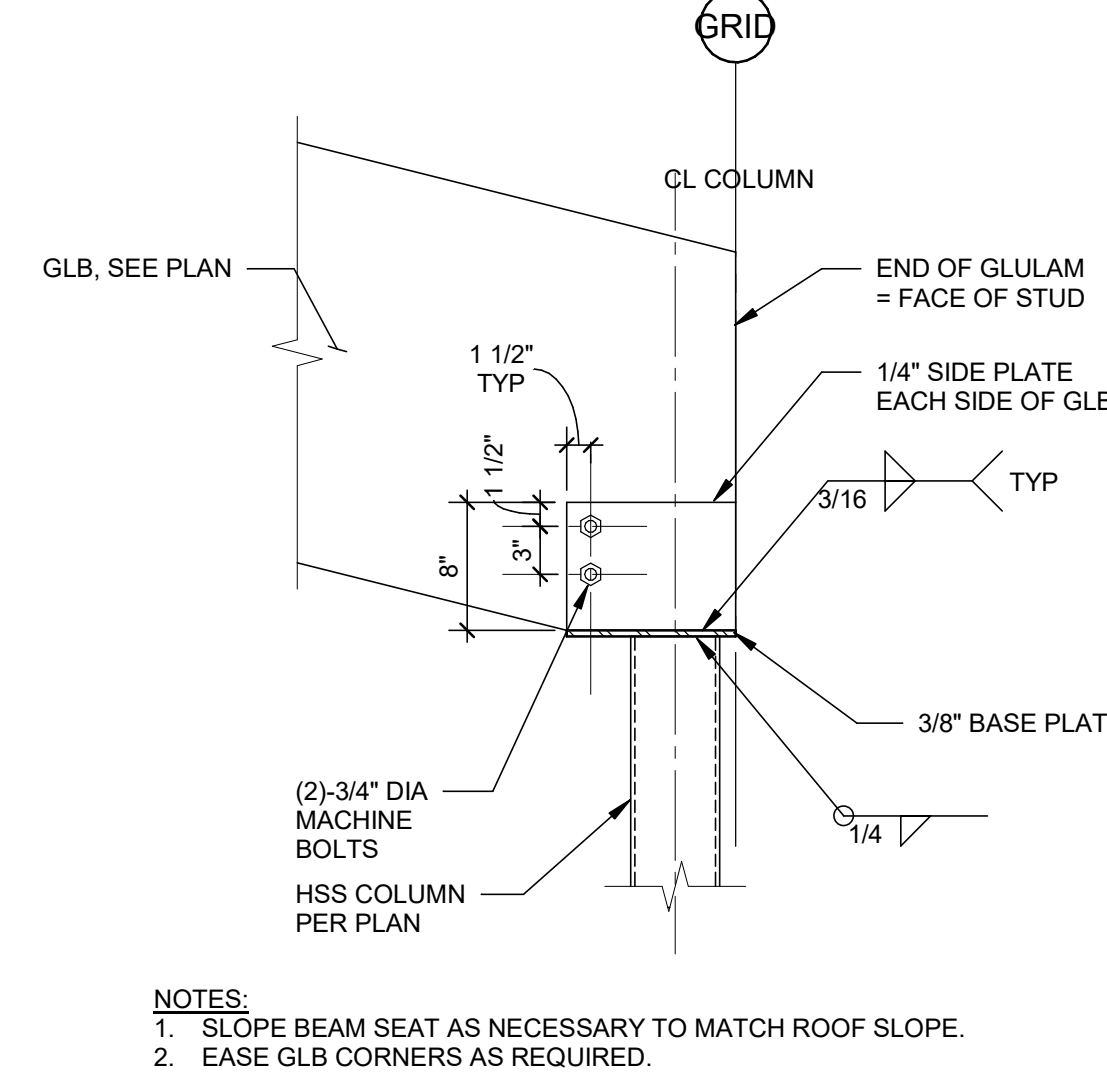 GRID
CL COLUMN
GLB, SEE PLAN
END OF GLULAM
= FACE OF STUD
1 1/2"
TYP
1/4" SIDE PLATE
EACH SIDE OF GLB
1 1/2"
3/16
TYP
8"
3"
3/8" BASE PLAT
(2)-3/4" DIA
MACHINE
BOLTS
1/4
HSS COLUMN
PER PLAN
NOTES:
1. SLOPE BEAM SEAT AS NECESSARY TO MATCH ROOF SLOPE.
2. EASE GLB CORNERS AS REQUIRED.